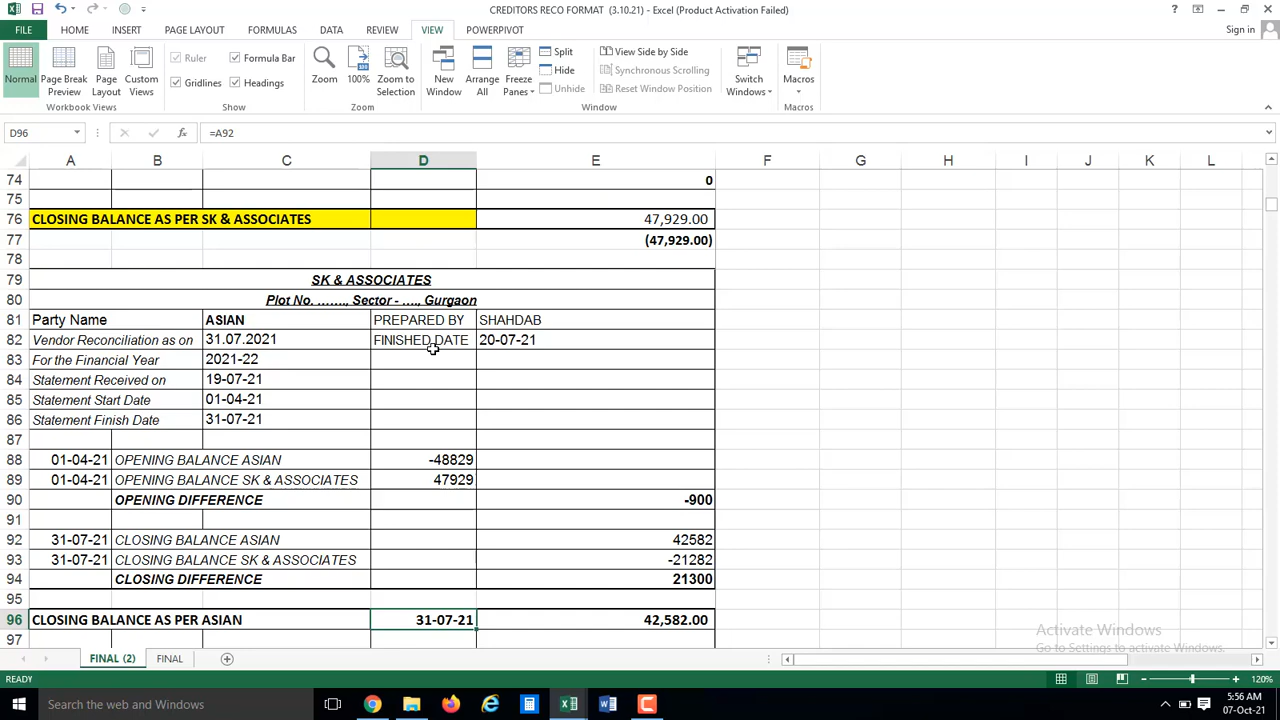 CREDITORS RECO FORMAT (3.10.21) - Excel (Product Activation Failed)
FILE HOME INSERT PAGE LAYOUT FORMULAS DATA REVIEW VIEW POWERPIVOT Sign in
Normal Page Break Preview Page Layout Custom Views
Ruler Formula Bar
Gridlines Headings
Zoom 100% Zoom to Selection
New Window Arrange All Freeze Panes
Split
Hide
Unhide
View Side by Side
Synchronous Scrolling
Reset Window Position
Switch Windows Macros
Workbook Views Show Zoom Window Macros
D96 =A92
A B C D E F G H I J K L
74 0
75
76 CLOSING BALANCE AS PER SK & ASSOCIATES 47,929.00
77 (47,929.00)
78
79 SK & ASSOCIATES
80 Plot No. ......., Sector - ...., Gurgaon
81 Party Name ASIAN PREPARED BY SHAHDAB
82 Vendor Reconciliation as on 31.07.2021 FINISHED DATE 20-07-21
83 For the Financial Year 2021-22
84 Statement Received on 19-07-21
85 Statement Start Date 01-04-21
86 Statement Finish Date 31-07-21
87
88 01-04-21 OPENING BALANCE ASIAN -48829
89 01-04-21 OPENING BALANCE SK & ASSOCIATES 47929
90 OPENING DIFFERENCE -900
91
92 31-07-21 CLOSING BALANCE ASIAN 42582
93 31-07-21 CLOSING BALANCE SK & ASSOCIATES -21282
94 CLOSING DIFFERENCE 21300
95
96 CLOSING BALANCE AS PER ASIAN 31-07-21 42,582.00
97
Activate Windows
Go to Settings to activate Windows.
FINAL (2) FINAL
READY 120%
Search the web and Windows
5:56 AM
07-Oct-21